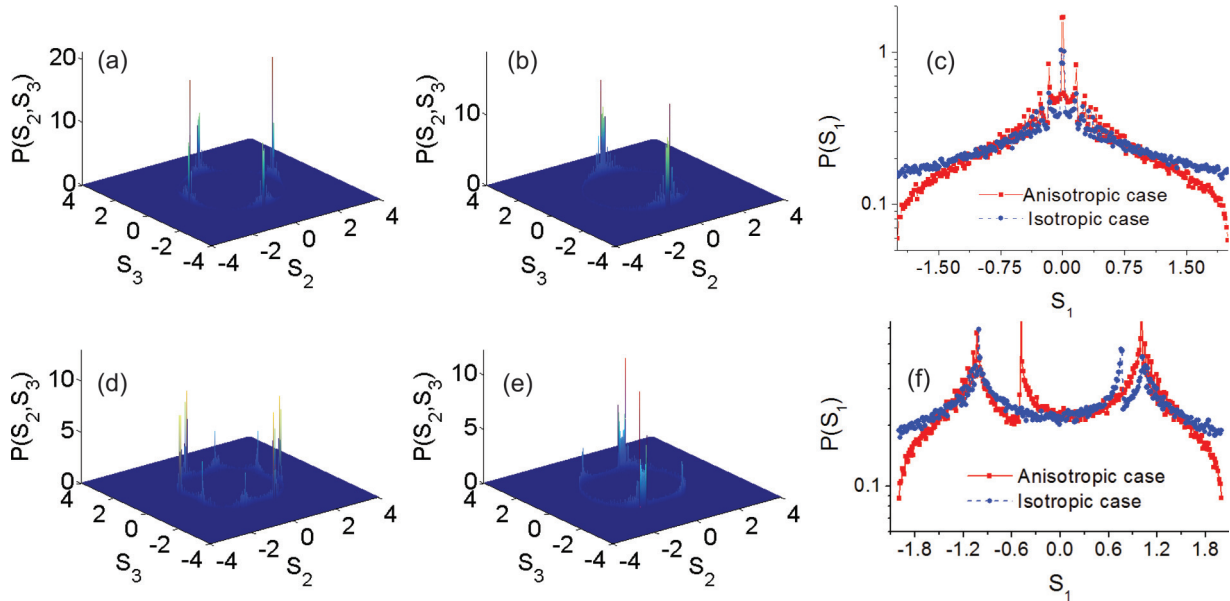 (a)
20
10
0
P(S2,S3)
4
2
0
-2
-4
S3
-4
-2
0
2
4
S2
(b)
10
0
P(S2,S3)
4
2
0
-2
-4
S3
-4
-2
0
2
4
S2
(c)
1
0.1
P(S1)
Anisotropic case
Isotropic case
-1.50 -0.75 0.00 0.75 1.50
S1
(d)
10
5
0
P(S2,S3)
4
2
0
-2
-4
S3
-4
-2
0
2
4
S2
(e)
10
5
0
P(S2,S3)
4
2
0
-2
-4
S3
-4
-2
0
2
4
S2
(f)
0.1
P(S1)
Anisotropic case
Isotropic case
-1.8 -1.2 -0.6 0.0 0.6 1.2 1.8
S1